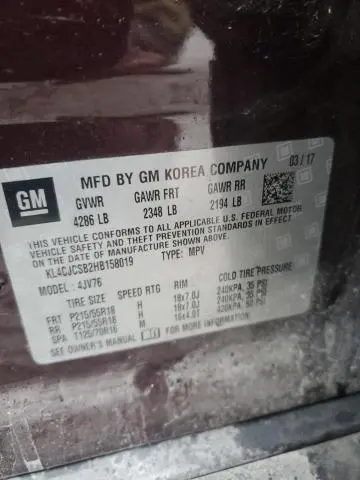 GM
MFD BY GM KOREA COMPANY 03/17
GVWR GAWR FRT GAWR RR
4286 LB 2348 LB 2194 LB
THIS VEHICLE CONFORMS TO ALL APPLICABLE U.S. FEDERAL MOTOR
VEHICLE SAFETY AND THEFT PREVENTION STANDARDS IN EFFECT
ON THE DATE OF MANUFACTURE SHOWN ABOVE.
KL4CJCSB2HB158019 TYPE: MPV
MODEL: 4JV76
TIRE SIZE SPEED RTG RIM COLD TIRE PRESSURE
FRT P215/55R18 H 18x7.0J 240KPA, 35 PSI
RR P215/55R18 H 18x7.0J 240KPA, 35 PSI
SPA T125/70R16 M 16x4.0T 420KPA, 60 PSI
SEE OWNER'S MANUAL FOR MORE INFORMATION